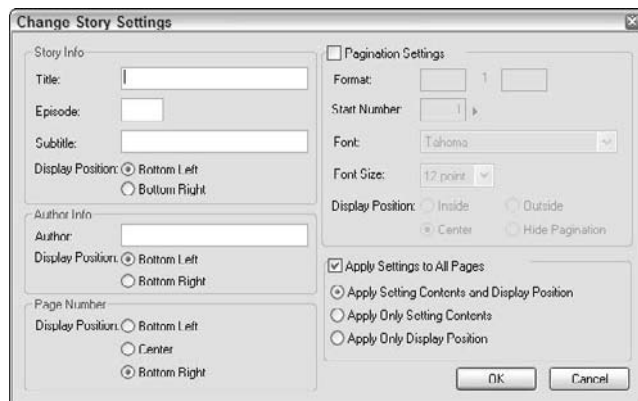 Change Story Settings
Story Info
Title:
Episode:
Subtitle:
Display Position: Bottom Left
Bottom Right
Author Info
Author:
Display Position: Bottom Left
Bottom Right
Page Number
Display Position: Bottom Left
Center
Bottom Right
Pagination Settings
Format: 1
Start Number: 1
Font: Tahoma
Font Size: 12 point
Display Position: Inside Outside
Center Hide Pagination
Apply Settings to All Pages
Apply Setting Contents and Display Position
Apply Only Setting Contents
Apply Only Display Position
OK Cancel